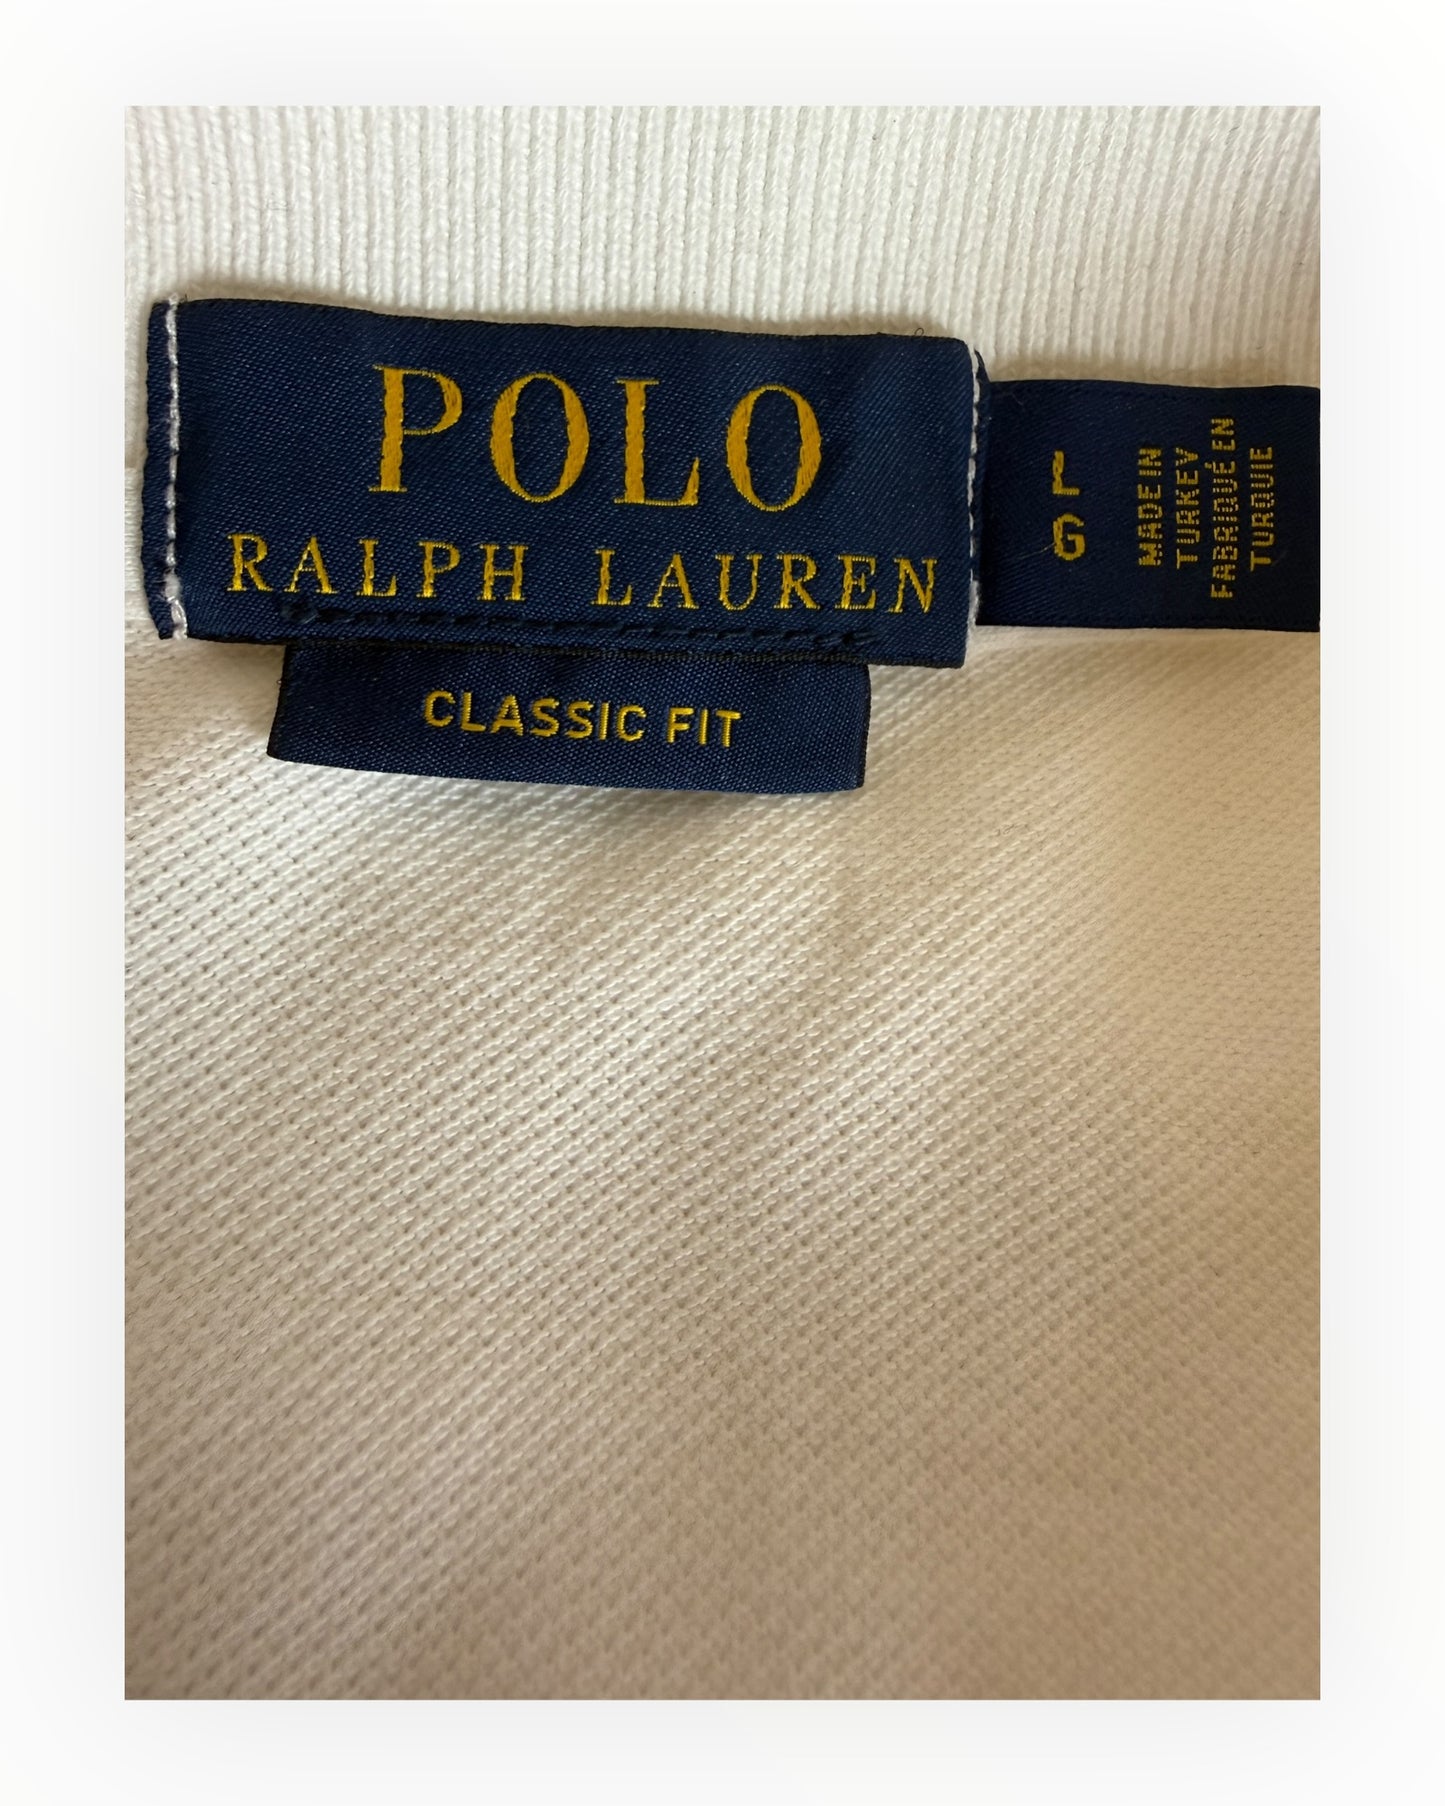 POLO
RALPH LAUREN
CLASSIC FIT
L
G
MADE IN
TURKEY
FABRIQUÉ EN
TURQUIE